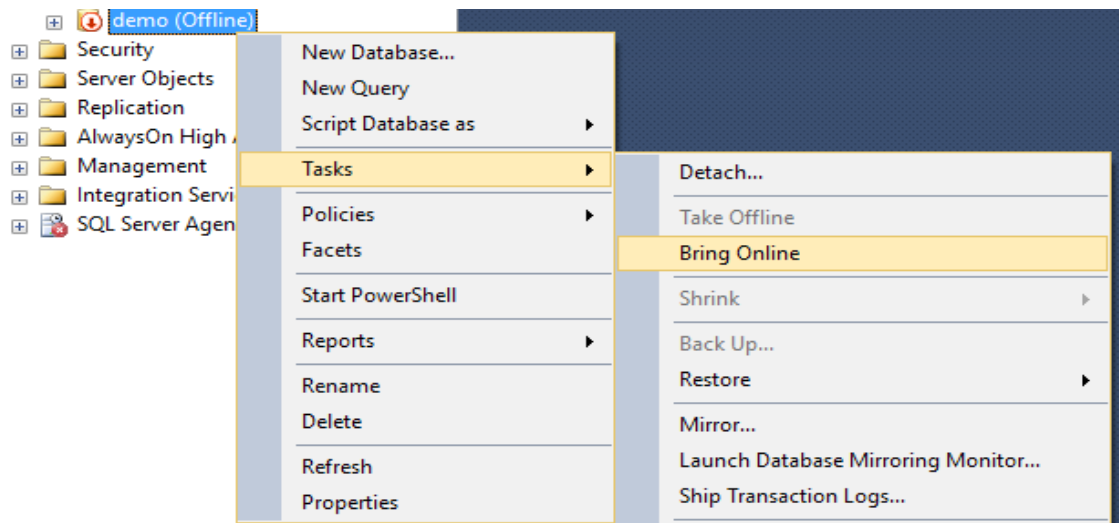 demo (Offline)
Security
Server Objects
Replication
AlwaysOn High
Management
Integration Servi
SQL Server Agen
New Database...
New Query
Script Database as
Tasks
Policies
Facets
Start PowerShell
Reports
Rename
Delete
Refresh
Properties
Detach...
Take Offline
Bring Online
Shrink
Back Up...
Restore
Mirror...
Launch Database Mirroring Monitor...
Ship Transaction Logs...